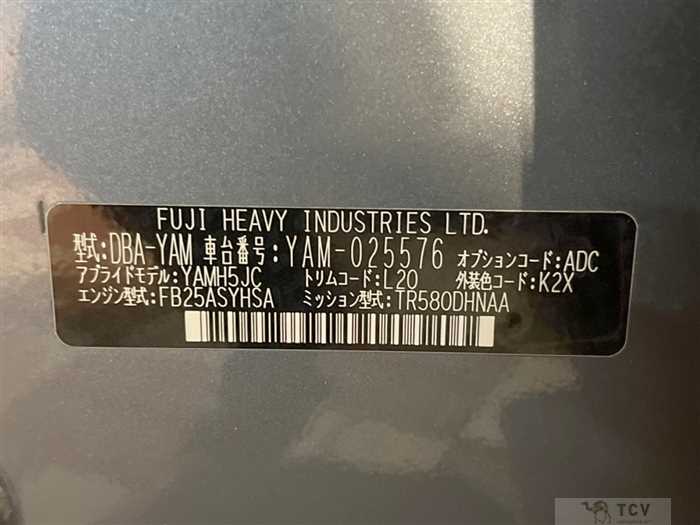 FUJI HEAVY INDUSTRIES LTD.
型式:DBA-YAM 車台番号:YAM-025576 オプションコード:ADC
アプライドモデル:YAMH5JC トリムコード:L20 外装色コード:K2X
エンジン型式:FB25ASYHSA ミッション型式:TR580DHNAA
TCV